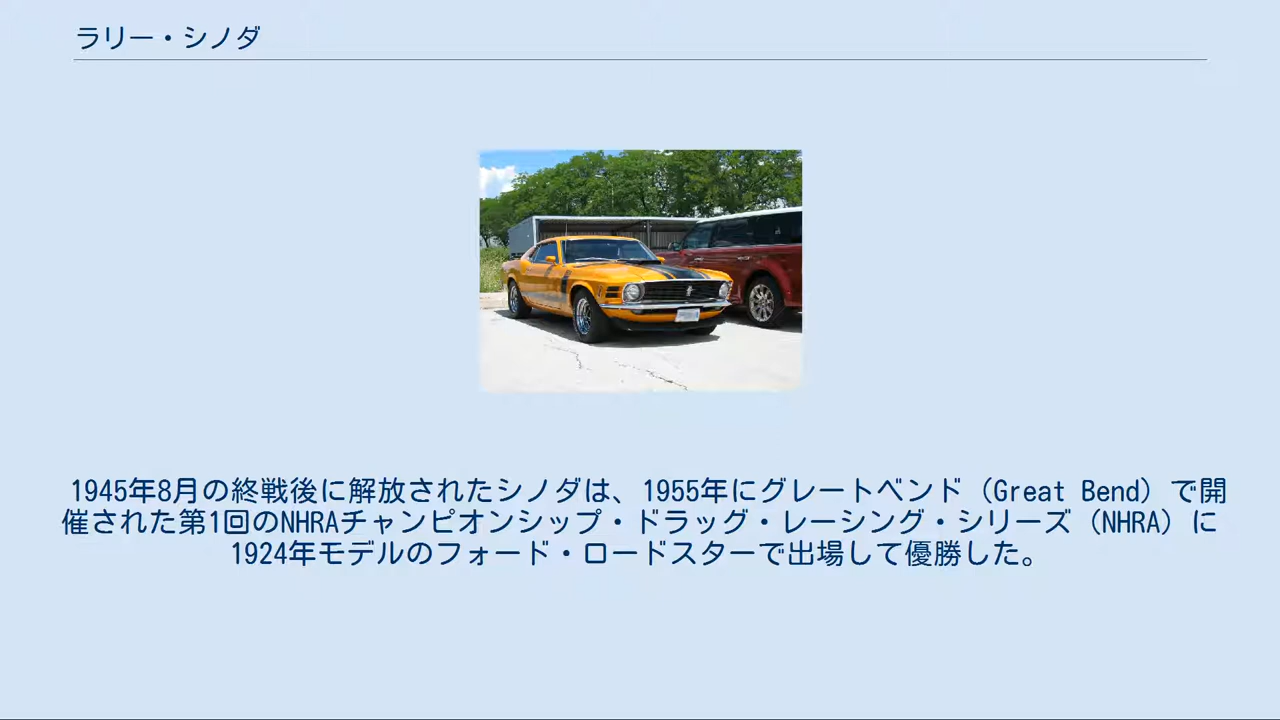 ラリー・シノダ
1945年8月の終戦後に解放されたシノダは、1955年にグレートベンド（Great Bend）で開
催された第1回のNHRAチャンピオンシップ・ドラッグ・レーシング・シリーズ（NHRA）に
1924年モデルのフォード・ロードスターで出場して優勝した。